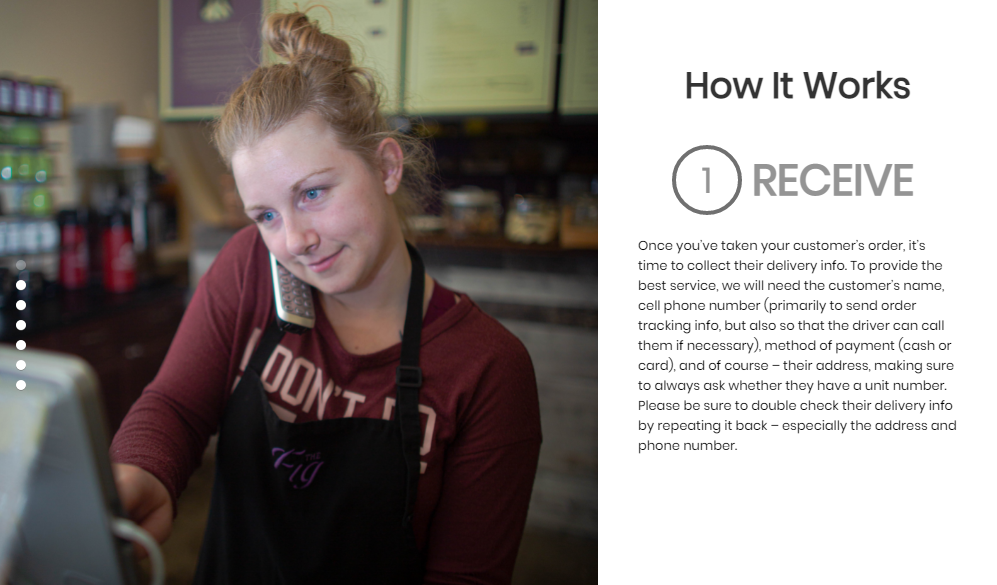 How It Works
1 RECEIVE
Once you've taken your customer's order, it's
time to collect their delivery info. To provide the
best service, we will need the customer's name,
cell phone number (primarily to send order
tracking info, but also so that the driver can call
them if necessary), method of payment (cash or
card), and of course – their address, making sure
to always ask whether they have a unit number.
Please be sure to double check their delivery info
by repeating it back – especially the address and
phone number.
I DON'T
THE
Fig